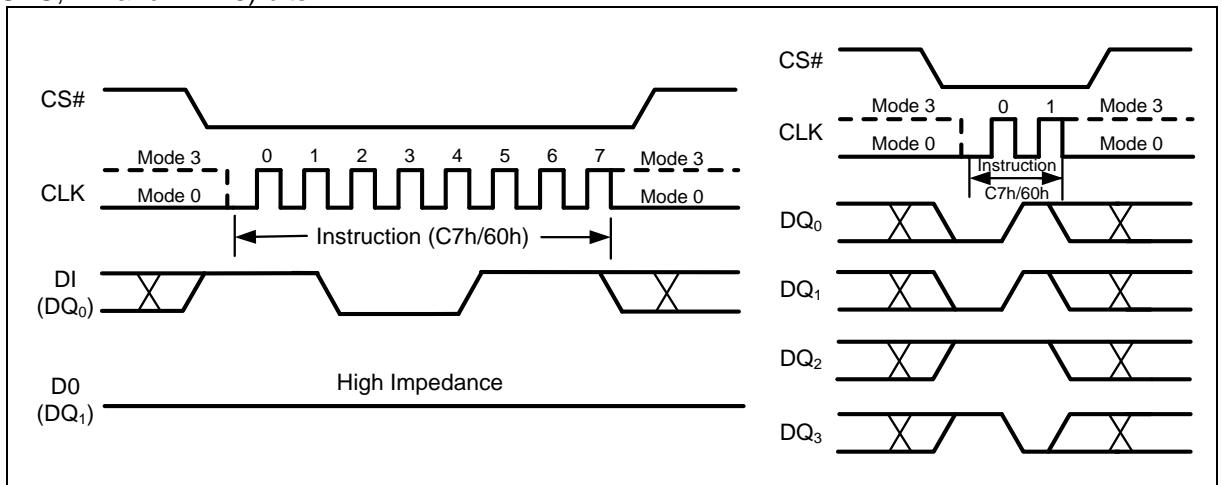 CS#
Mode 3
0 1 2 3 4 5 6 7
Mode 3
CLK
Mode 0
Mode 0
Instruction (C7h/60h)
DI
(DQ0)
High Impedance
D0
(DQ1)
CS#
Mode 3
0 1
Mode 3
CLK
Mode 0
Mode 0
Instruction
C7h/60h
DQ0
DQ1
DQ2
DQ3